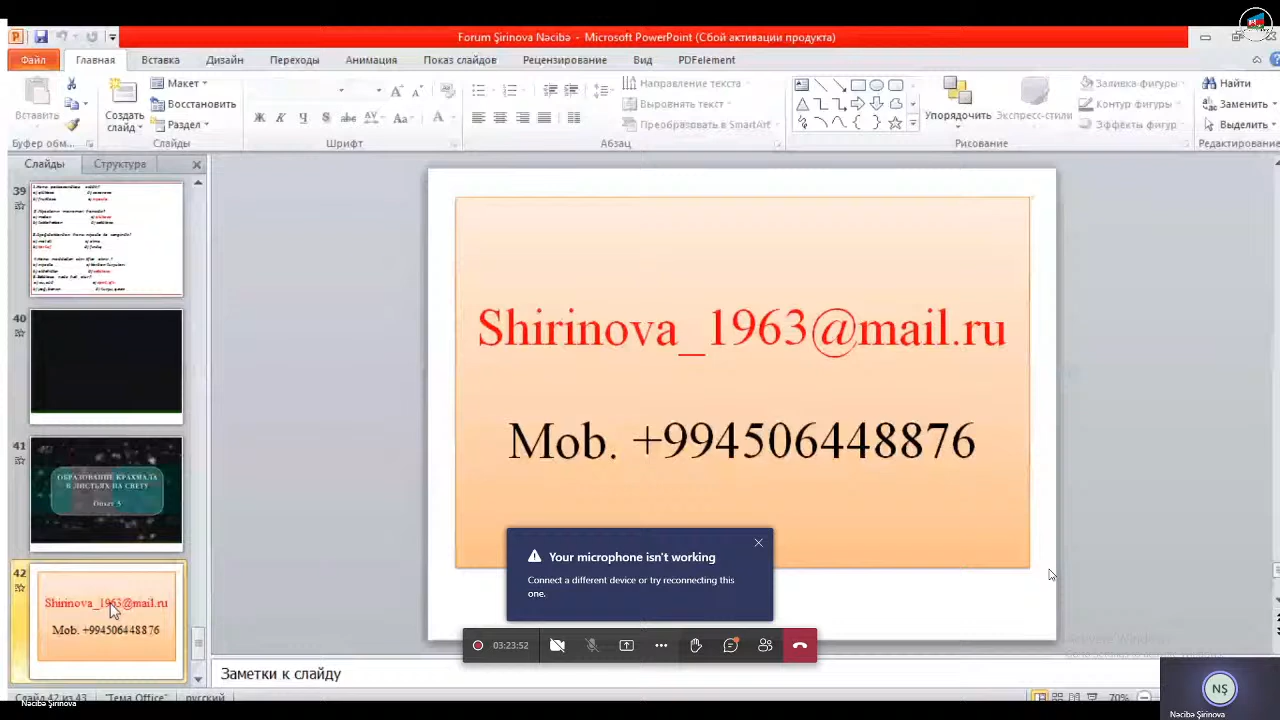 Forum Şirinova Nəcibə - Microsoft PowerPoint (Сбой активации продукта)
Файл Главная Вставка Дизайн Переходы Анимация Показ слайдов Рецензирование Вид PDFelement
Вставить
Создать слайд
Макет
Восстановить
Раздел
Направление текста
Выровнять текст
Преобразовать в SmartArt
Упорядочить
Экспресс-стили
Заливка фигуры
Контур фигуры
Эффекты фигур
Найти
Заменить
Выделить
Буфер обм...
Слайды
Шрифт
Абзац
Рисование
Редактирование
Слайды Структура
39
40
41
ОБРАЗОВАНИЕ КРАХМАЛА
В ЛИСТЬЯХ НА СВЕТУ
Опыт 3
42
Shirinova_1963@mail.ru
Mob. +994506448876
Shirinova_1963@mail.ru
Mob. +994506448876
Your microphone isn't working
Connect a different device or try reconnecting this
one.
03:23:52
Заметки к слайду
Слайд 42 из 43 "Тема Office" русский
70%
Nəcibə Şirinova
NŞ
Nəcibə Şirinova